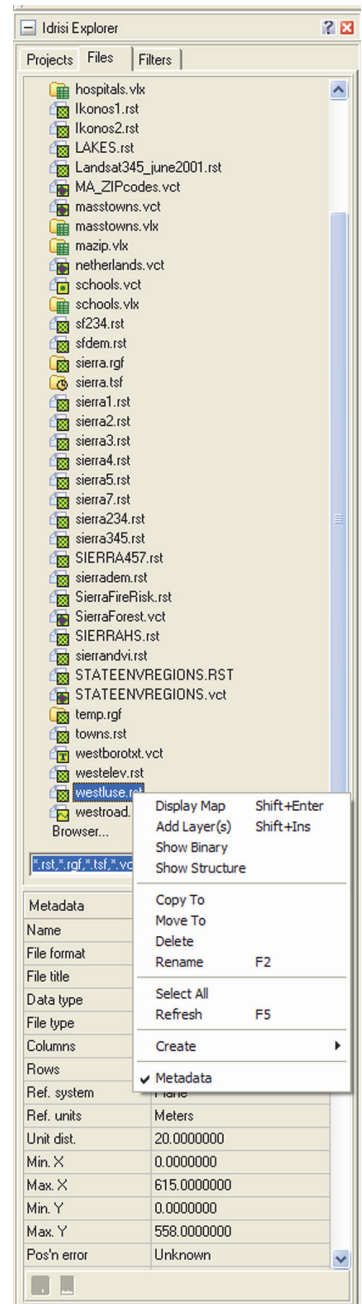 Idrisi Explorer
Projects Files Filters
hospitals.vlx
Ikonos1.rst
Ikonos2.rst
LAKES.rst
Landsat345_june2001.rst
MA_ZIPcodes.vct
masstowns.vct
masstowns.vlx
mazip.vlx
netherlands.vct
schools.vct
schools.vlx
sf234.rst
sfdem.rst
sierra.rgf
sierra.tsf
sierra1.rst
sierra2.rst
sierra3.rst
sierra4.rst
sierra5.rst
sierra7.rst
sierra234.rst
sierra345.rst
SIERRA457.rst
sierradem.rst
SierraFireRisk.rst
SierraForest.vct
SIERRAHS.rst
sierrandvi.rst
STATEENVREGIONS.RST
STATEENVREGIONS.vct
temp.rgf
towns.rst
westborotxt.vct
westelev.rst
westluse.rst
westroad.
Browser...
*.rst,*.rgf,*.tsf,*.vc
Display Map Shift+Enter
Add Layer(s) Shift+Ins
Show Binary
Show Structure
Copy To
Move To
Delete
Rename F2
Select All
Refresh F5
Create
Metadata
Metadata
Name
File format
File title
Data type
File type
Columns
Rows
Ref. system Plane
Ref. units Meters
Unit dist. 20.0000000
Min. X 0.0000000
Max. X 615.0000000
Min. Y 0.0000000
Max. Y 558.0000000
Pos'n error Unknown